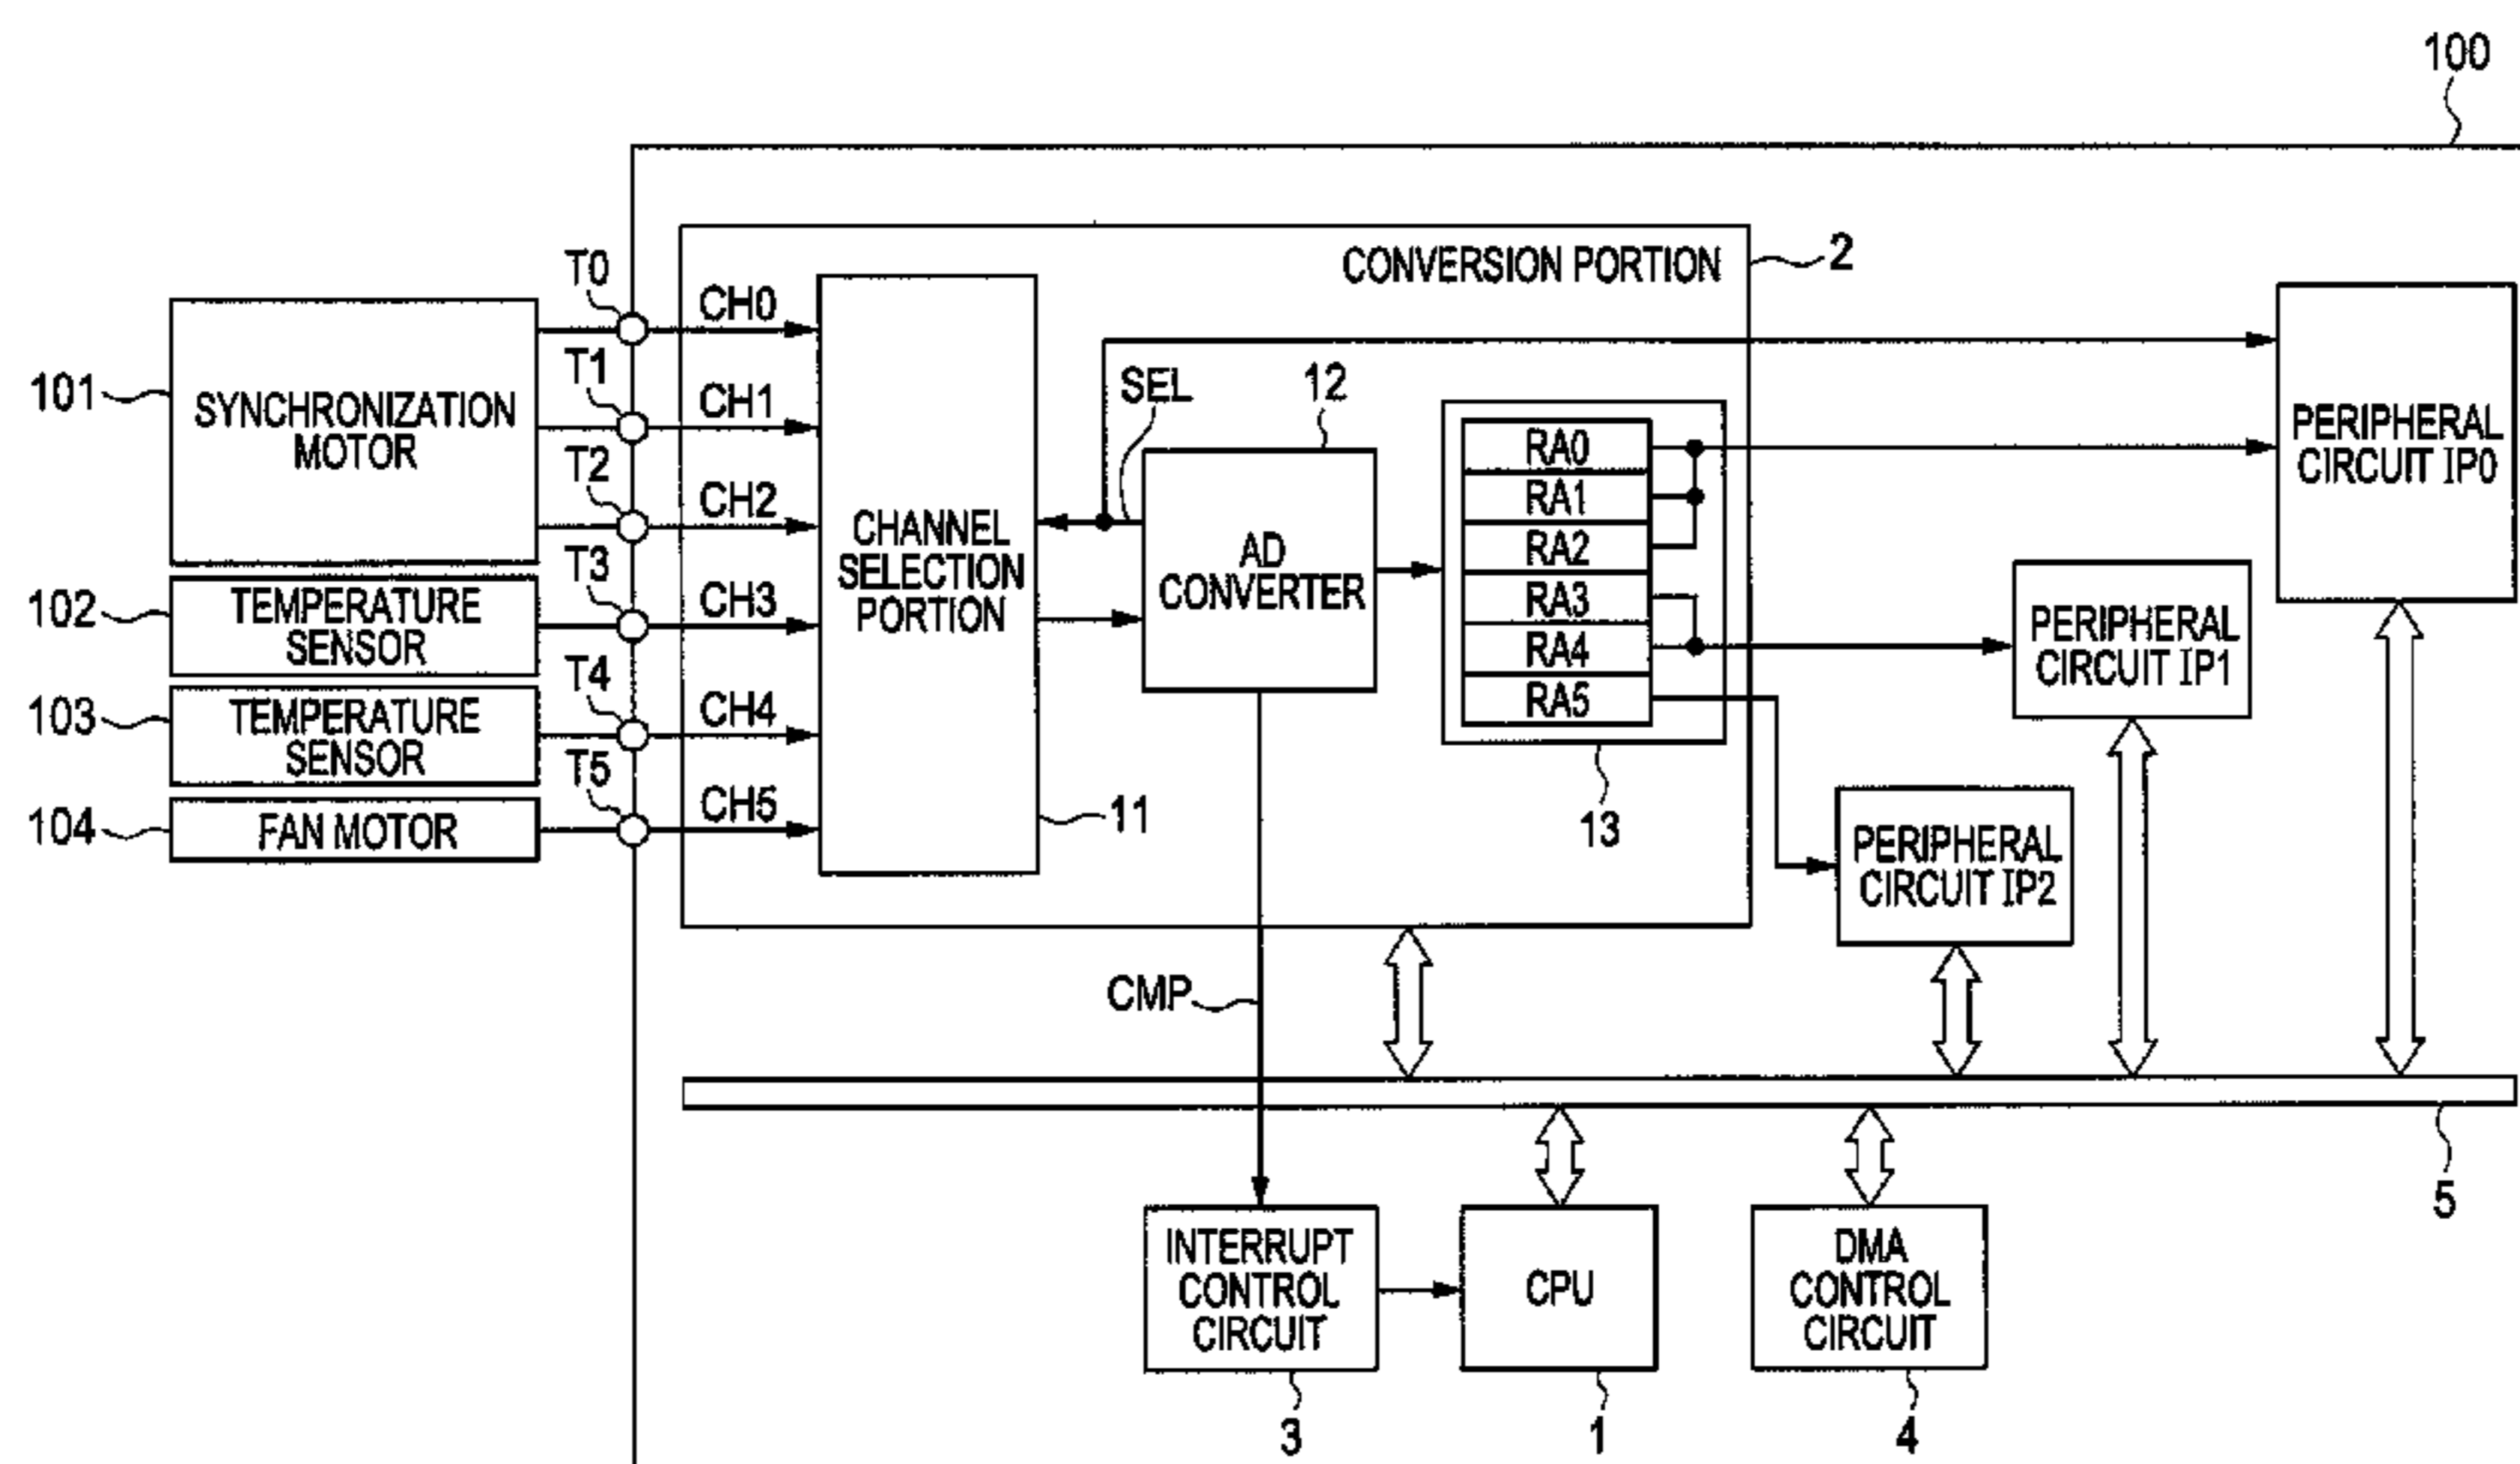 100
CONVERSION PORTION
2
T0
CH0
T1
CH1
T2
CH2
T3
CH3
T4
CH4
T5
CH5
101
SYNCHRONIZATION
MOTOR
102
TEMPERATURE
SENSOR
103
TEMPERATURE
SENSOR
104
FAN MOTOR
CHANNEL
SELECTION
PORTION
11
SEL
12
AD
CONVERTER
RA0
RA1
RA2
RA3
RA4
RA5
13
PERIPHERAL
CIRCUIT IP0
PERIPHERAL
CIRCUIT IP1
PERIPHERAL
CIRCUIT IP2
CMP
5
INTERRUPT
CONTROL
CIRCUIT
3
CPU
1
DMA
CONTROL
CIRCUIT
4